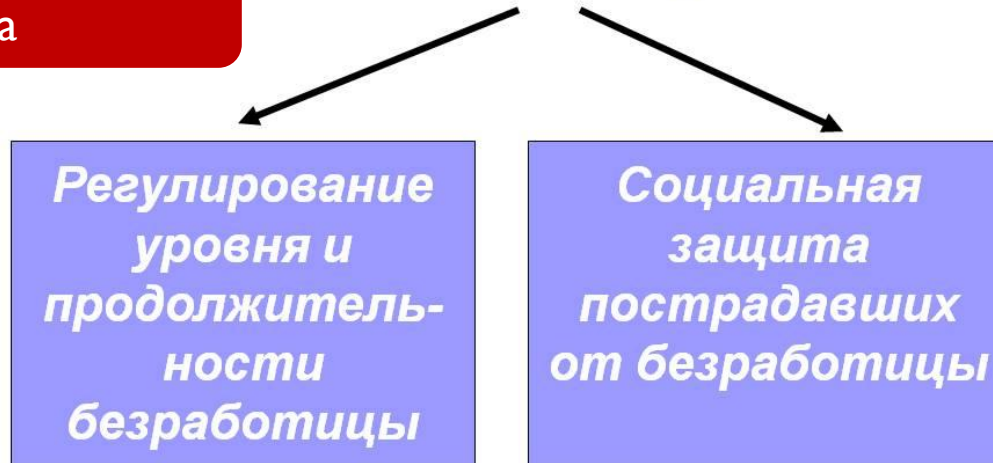 а
Регулирование
уровня и
продолжитель-
ности
безработицы
Социальная
защита
пострадавших
от безработицы